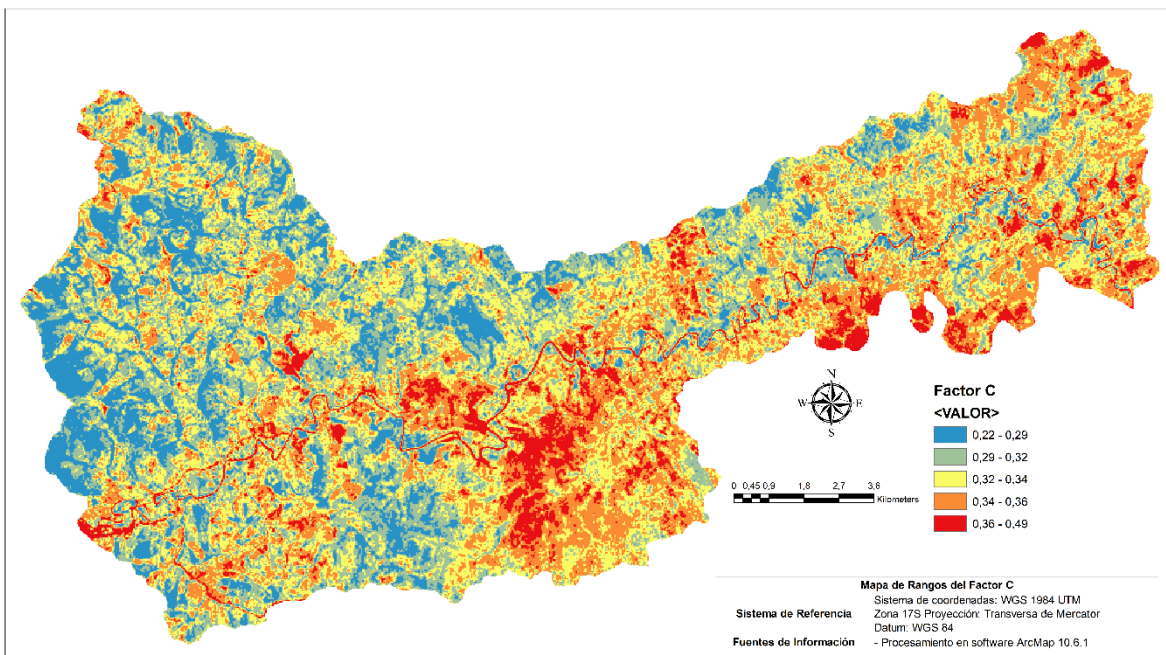 N
W E
S
Factor C
<VALOR>
0,22 - 0,29
0,29 - 0,32
0,32 - 0,34
0,34 - 0,36
0,36 - 0,49
0 0,45 0,9 1,8 2,7 3,6
Kilometers
Mapa de Rangos del Factor C
Sistema de coordenadas: WGS 1984 UTM
Sistema de Referencia Zona 17S Proyección: Transversa de Mercator
Datum: WGS 84
Fuentes de Información - Procesamiento en software ArcMap 10.6.1